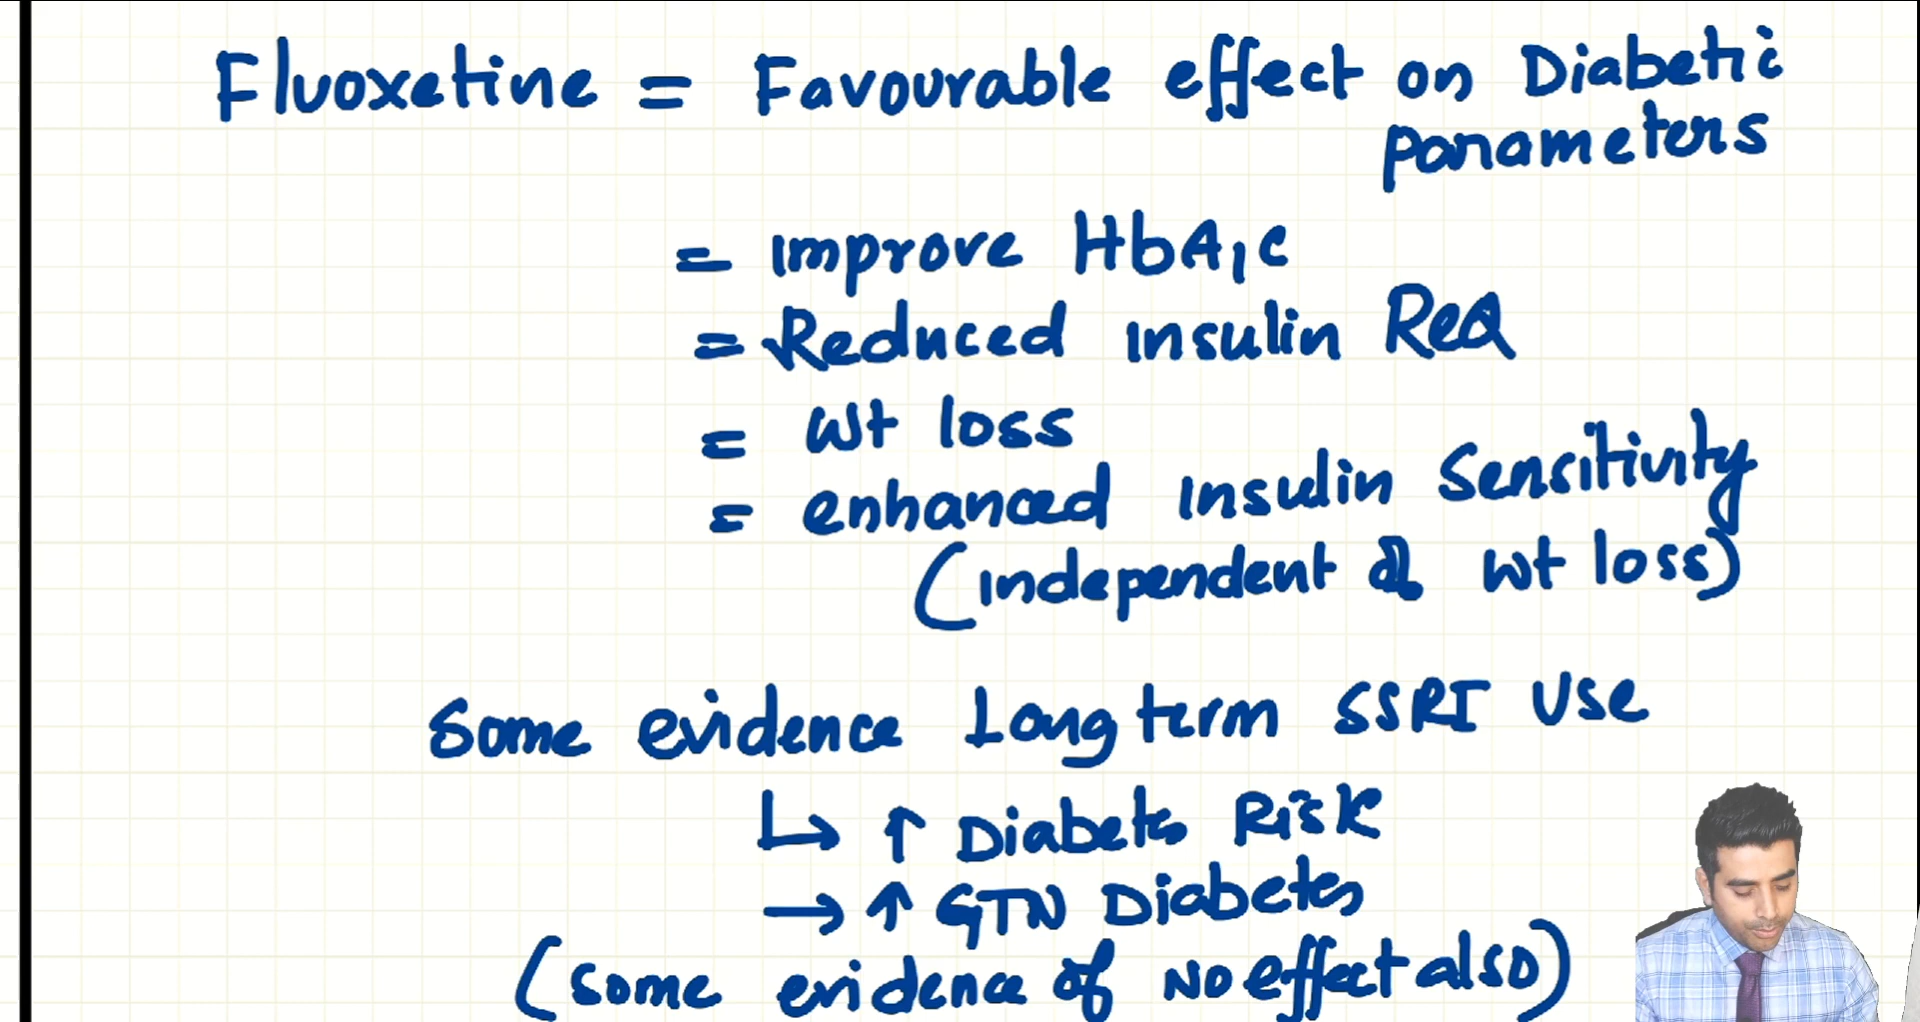 Fluoxetine = Favourable effect on Diabetic
parameters
= improve HbA1c
= Reduced insulin ReQ
= wt loss
= enhanced insulin sensitivity
(independent of wt loss)
Some evidence Long term SSRI Use
↳ ↑ Diabetes Risk
→ ↑ GTN Diabetes
(some evidence of No effect also)